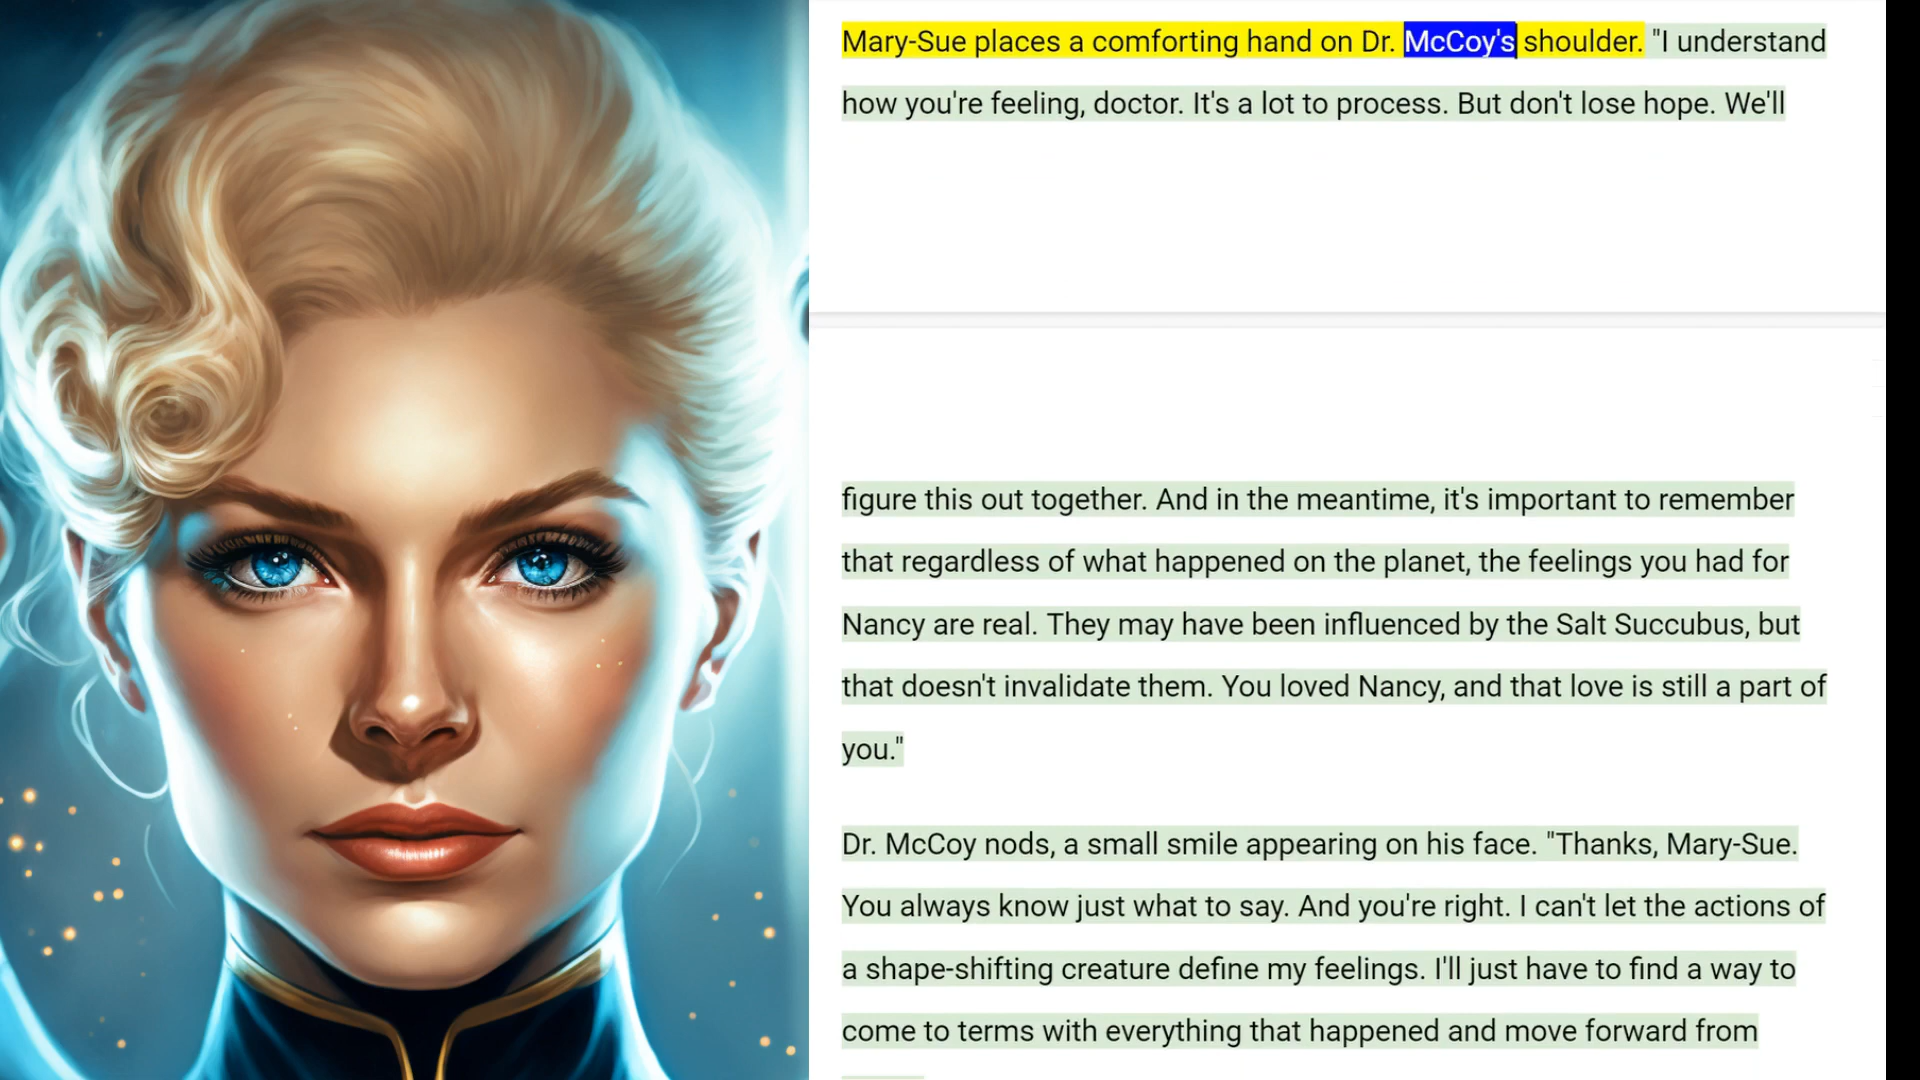 Mary-Sue places a comforting hand on Dr. McCoy's shoulder. "I understand
how you're feeling, doctor. It's a lot to process. But don't lose hope. We'll
figure this out together. And in the meantime, it's important to remember
that regardless of what happened on the planet, the feelings you had for
Nancy are real. They may have been influenced by the Salt Succubus, but
that doesn't invalidate them. You loved Nancy, and that love is still a part of
you."
Dr. McCoy nods, a small smile appearing on his face. "Thanks, Mary-Sue.
You always know just what to say. And you're right. I can't let the actions of
a shape-shifting creature define my feelings. I'll just have to find a way to
come to terms with everything that happened and move forward from